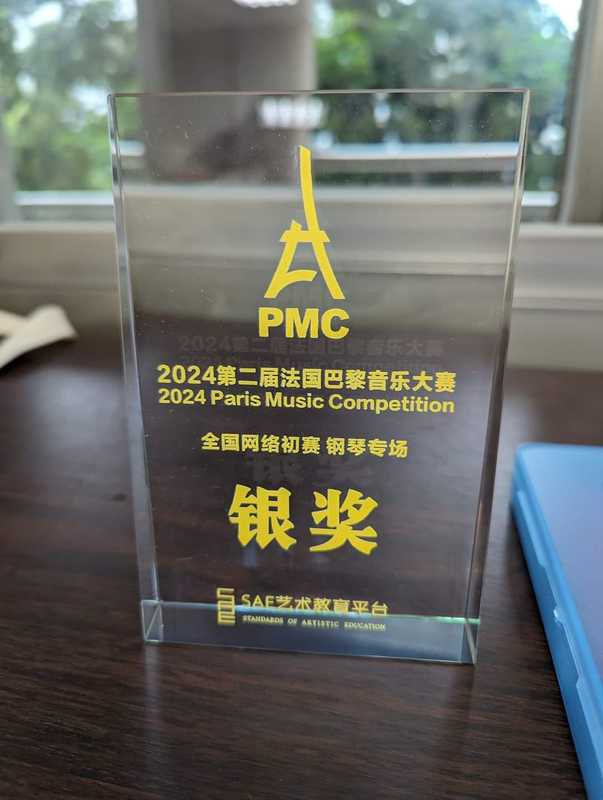 PMC
2024第二届法国巴黎音乐大赛
2024 Paris Music Competition
全国网络初赛 钢琴专场
银奖
SAE艺术教育平台
STANDARDS OF ARTISTIC EDUCATION